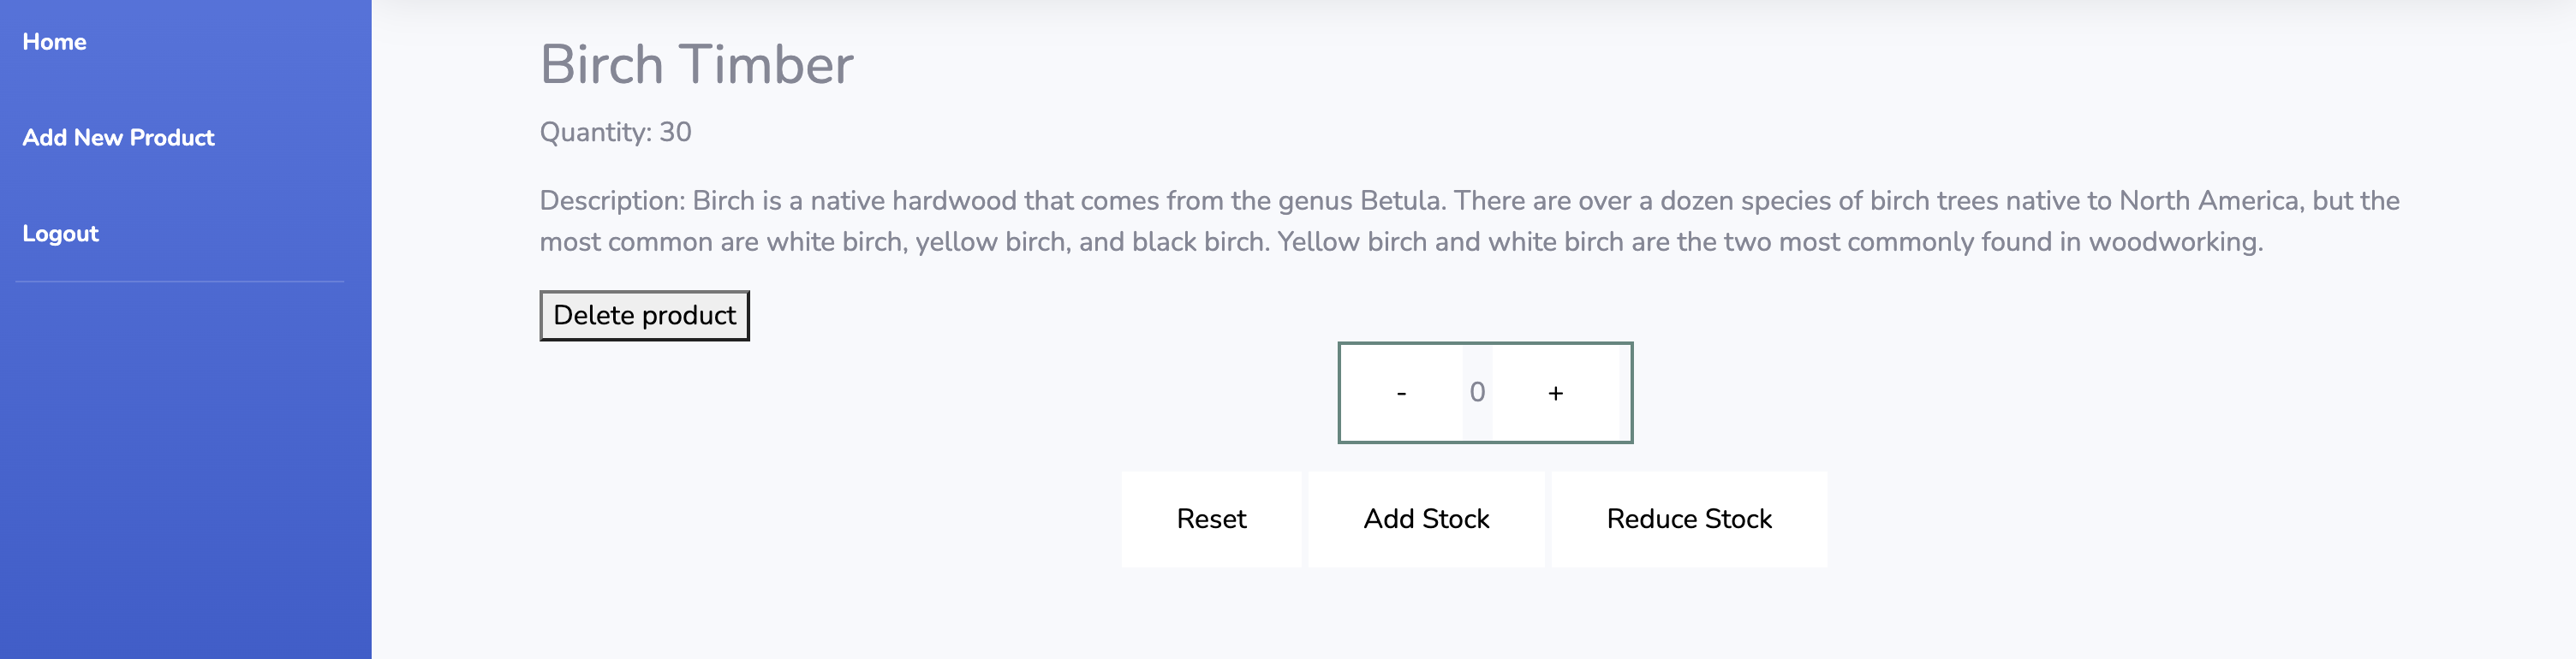 Home
Add New Product
Logout
Birch Timber
Quantity: 30
Description: Birch is a native hardwood that comes from the genus Betula. There are over a dozen species of birch trees native to North America, but the
most common are white birch, yellow birch, and black birch. Yellow birch and white birch are the two most commonly found in woodworking.
Delete product
- 0 +
Reset Add Stock Reduce Stock